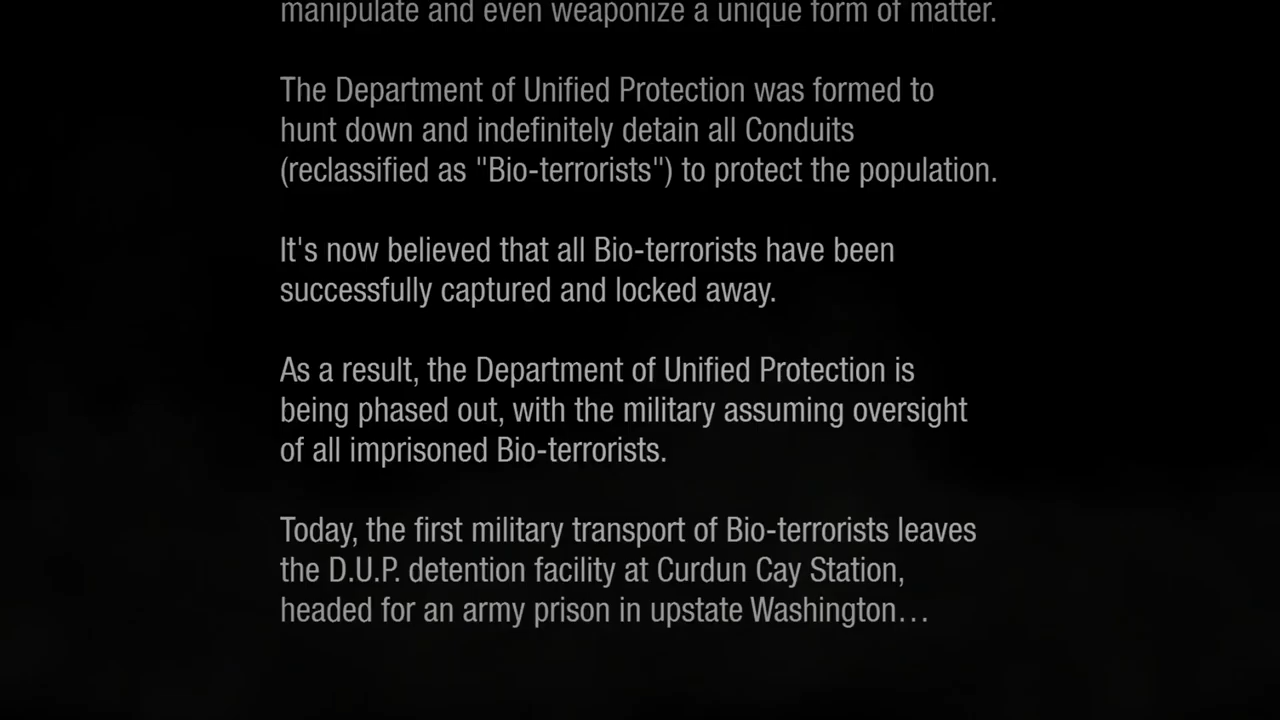 manipulate and even weaponize a unique form of matter.
The Department of Unified Protection was formed to
hunt down and indefinitely detain all Conduits
(reclassified as "Bio-terrorists") to protect the population.
It's now believed that all Bio-terrorists have been
successfully captured and locked away.
As a result, the Department of Unified Protection is
being phased out, with the military assuming oversight
of all imprisoned Bio-terrorists.
Today, the first military transport of Bio-terrorists leaves
the D.U.P. detention facility at Curdun Cay Station,
headed for an army prison in upstate Washington…